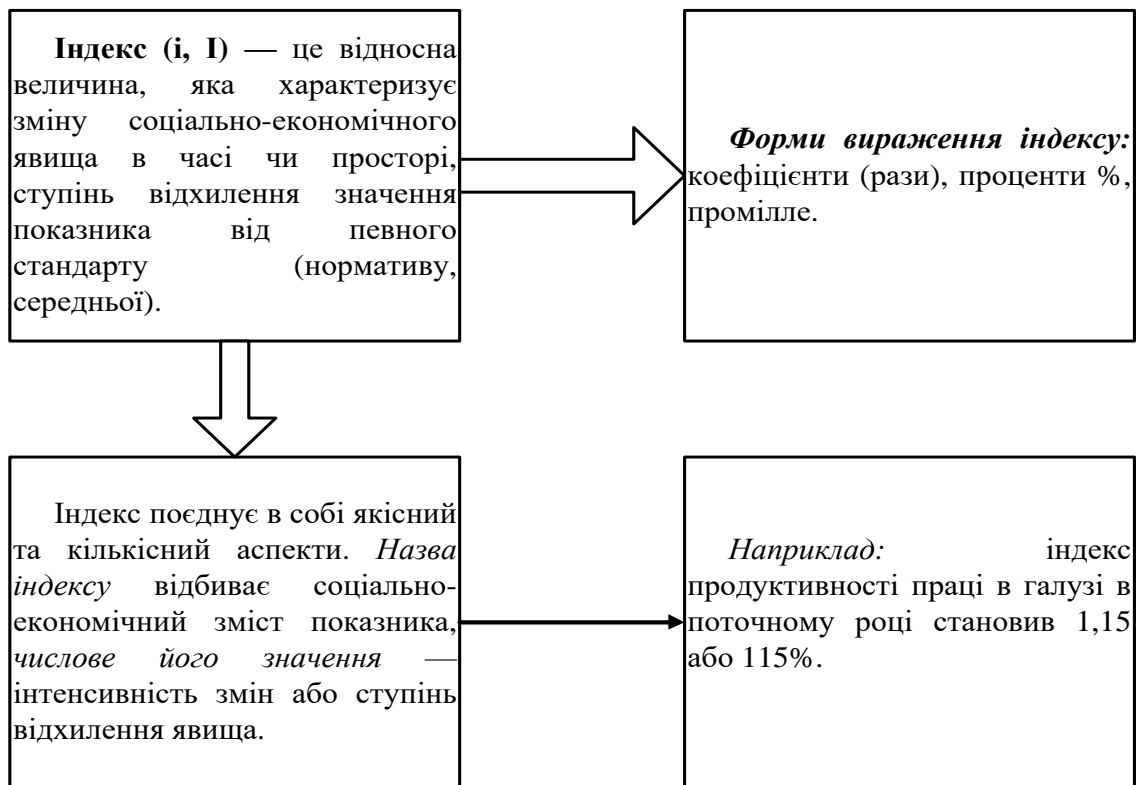 Індекс (і, І) — це відносна
величина, яка характеризує
зміну соціально-економічного
явища в часі чи просторі,
ступінь відхилення значення
показника від певного
стандарту (нормативу,
середньої).
Форми вираження індексу:
коефіцієнти (рази), проценти %,
промілле.
Індекс поєднує в собі якісний
та кількісний аспекти. Назва
індексу відбиває соціально-
економічний зміст показника,
числове його значення —
інтенсивність змін або ступінь
відхилення явища.
Наприклад: індекс
продуктивності праці в галузі в
поточному році становив 1,15
або 115%.